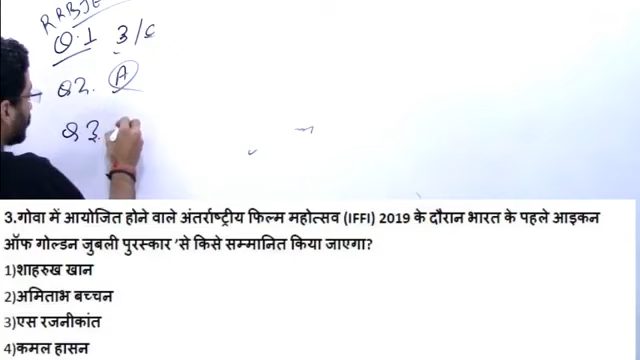 RRBJE
Q.1 3/c
Q2. A
Q3.
3.गोवा में आयोजित होने वाले अंतर्राष्ट्रीय फिल्म महोत्सव (IFFI) 2019 के दौरान भारत के पहले आइकन
ऑफ गोल्डन जुबली पुरस्कार 'से किसे सम्मानित किया जाएगा?
1)शाहरुख खान
2)अमिताभ बच्चन
3)एस रजनीकांत
4)कमल हासन